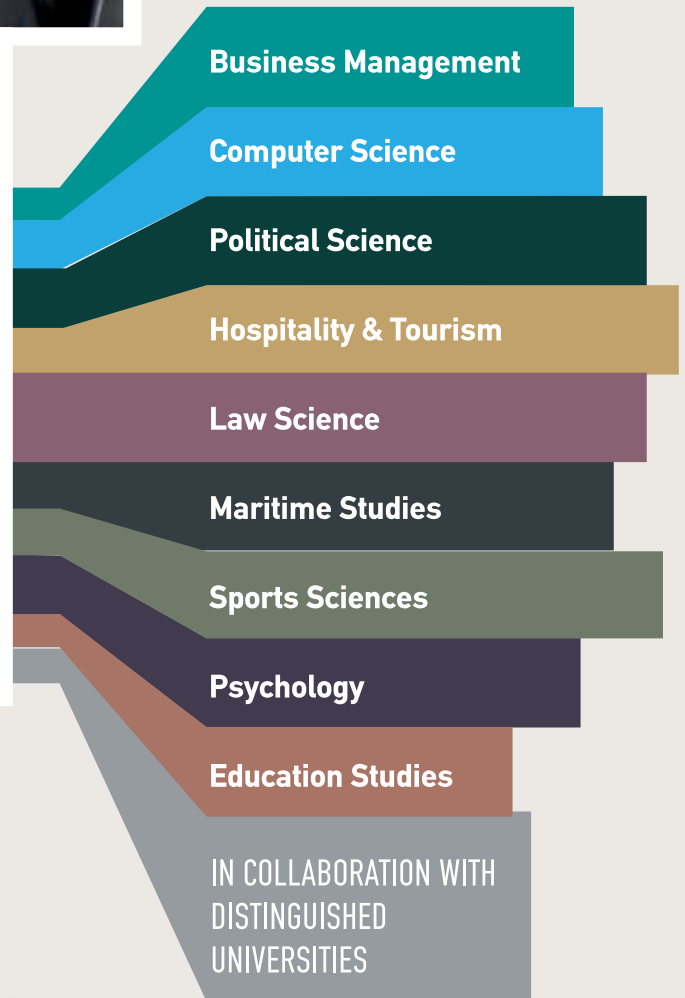 Business Management
Computer Science
Political Science
Hospitality & Tourism
Law Science
Maritime Studies
Sports Sciences
Psychology
Education Studies
IN COLLABORATION WITH
DISTINGUISHED
UNIVERSITIES